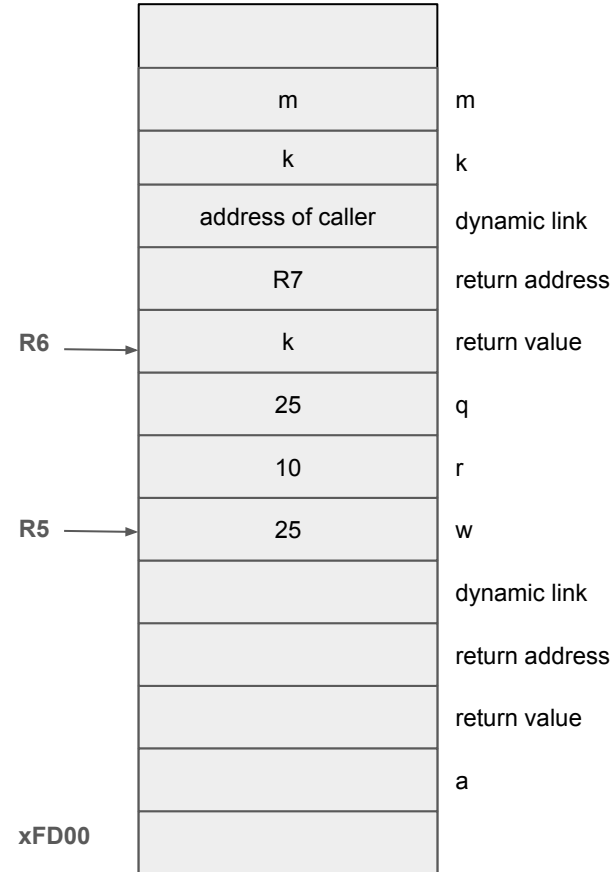 m m
k k
address of caller dynamic link
R7 return address
R6 k return value
25 q
10 r
R5 25 w
dynamic link
return address
return value
a
xFD00